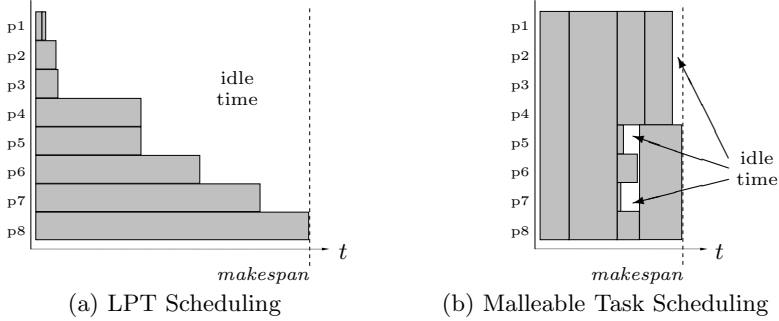 p1
p2
p3
p4
p5
p6
p7
p8
idle
time
t
makespan
(a) LPT Scheduling
p1
p2
p3
p4
p5
p6
p7
p8
idle
time
t
makespan
(b) Malleable Task Scheduling